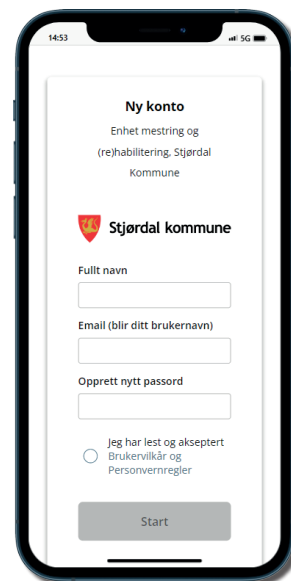 14:53
5G
Ny konto
Enhet mestring og
(re)habilitering, Stjørdal
Kommune
Stjørdal kommune
Fullt navn
Email (blir ditt brukernavn)
Opprett nytt passord
Jeg har lest og akseptert
Brukervilkår og
Personvernregler
Start